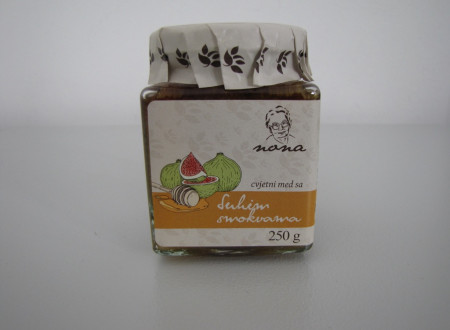 nona
cvjetni med sa
Suhim
smokvama
250 g